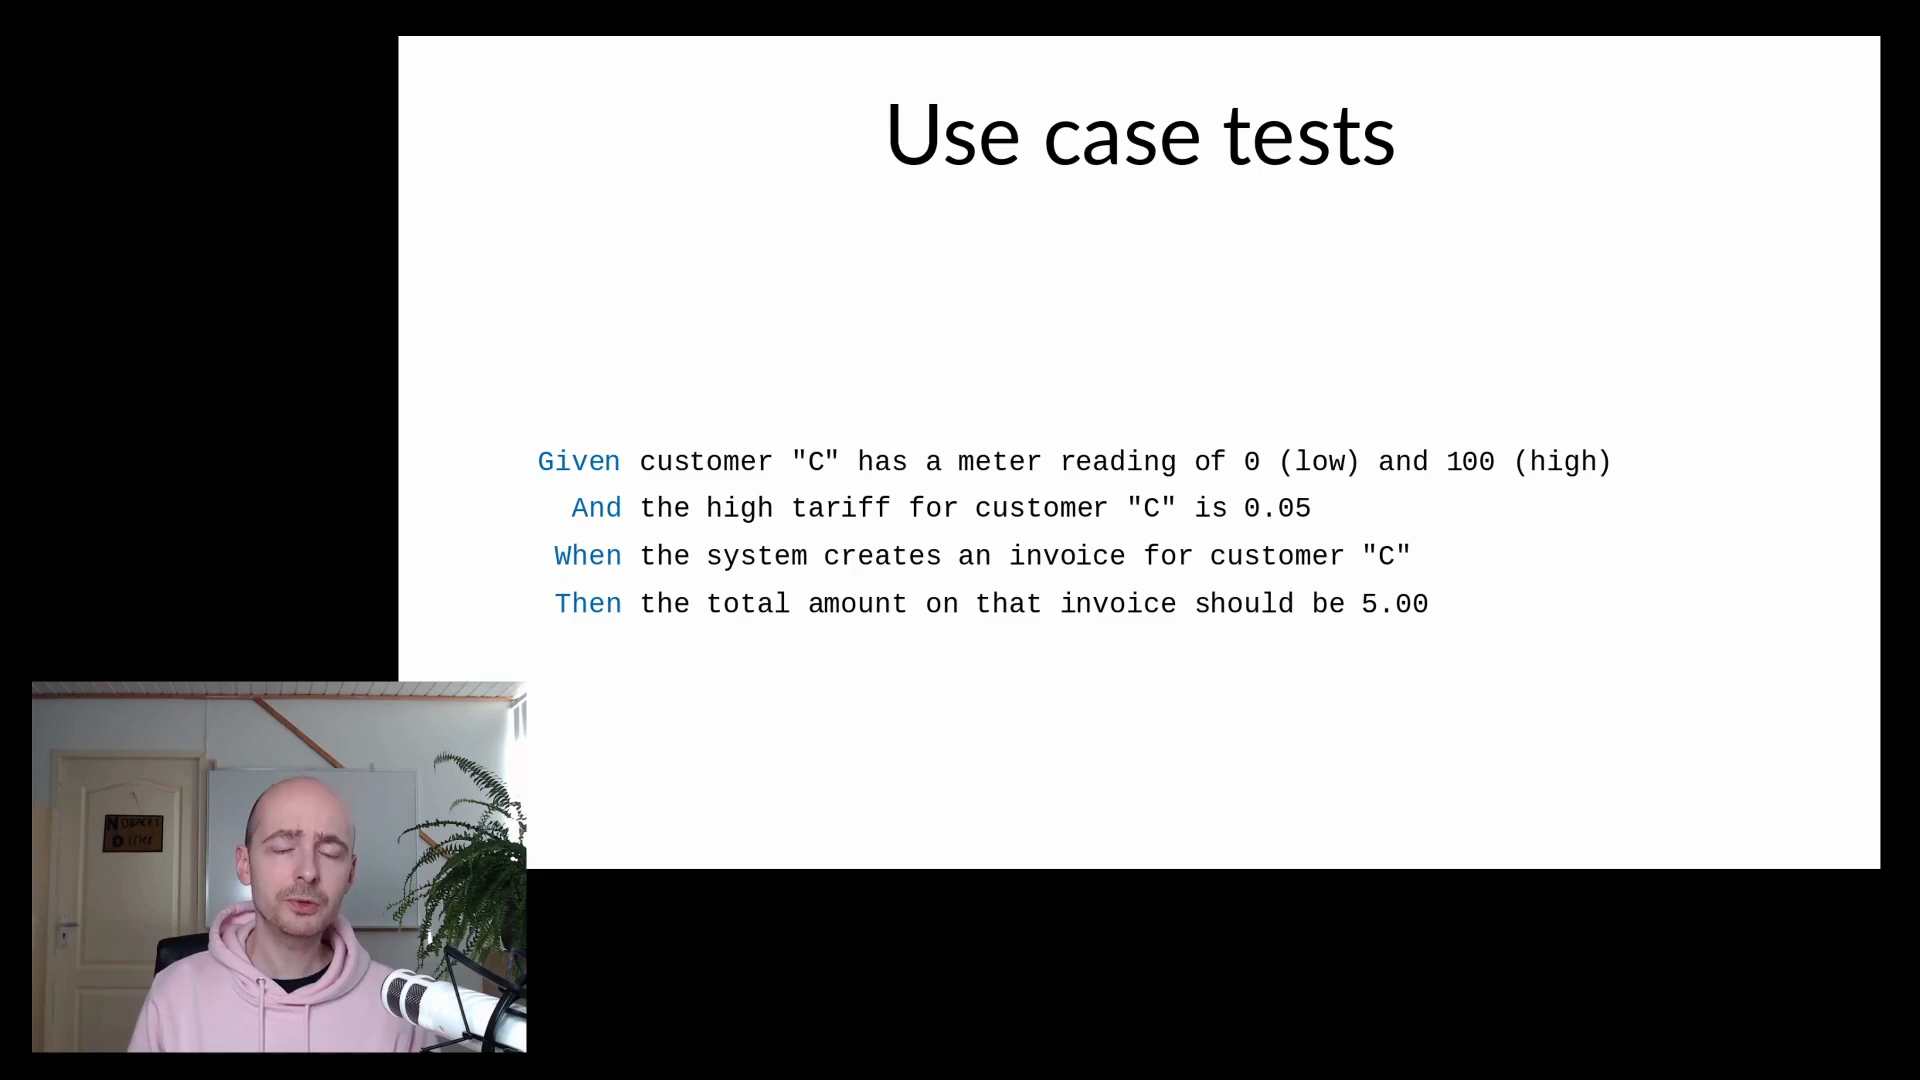 Use case tests
Given customer "C" has a meter reading of 0 (low) and 100 (high)
And the high tariff for customer "C" is 0.05
When the system creates an invoice for customer "C"
Then the total amount on that invoice should be 5.00